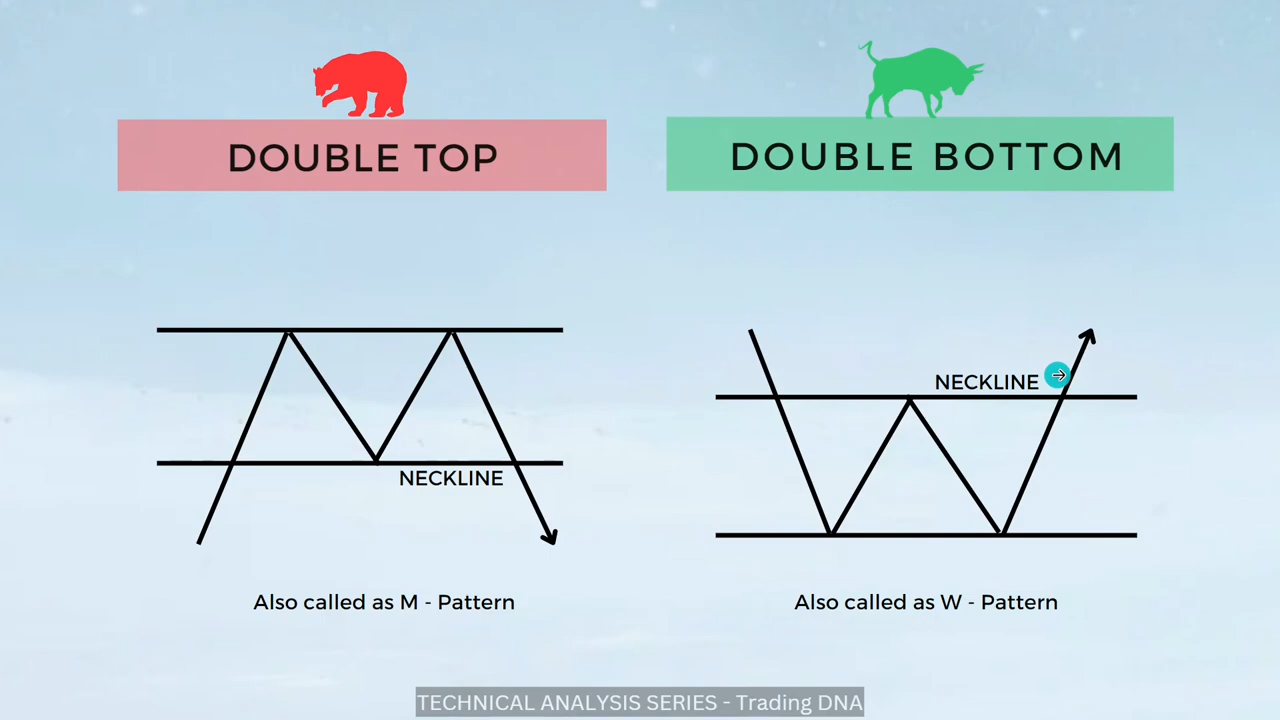 DOUBLE TOP
DOUBLE BOTTOM
NECKLINE
NECKLINE
Also called as M - Pattern
Also called as W - Pattern
TECHNICAL ANALYSIS SERIES - Trading DNA